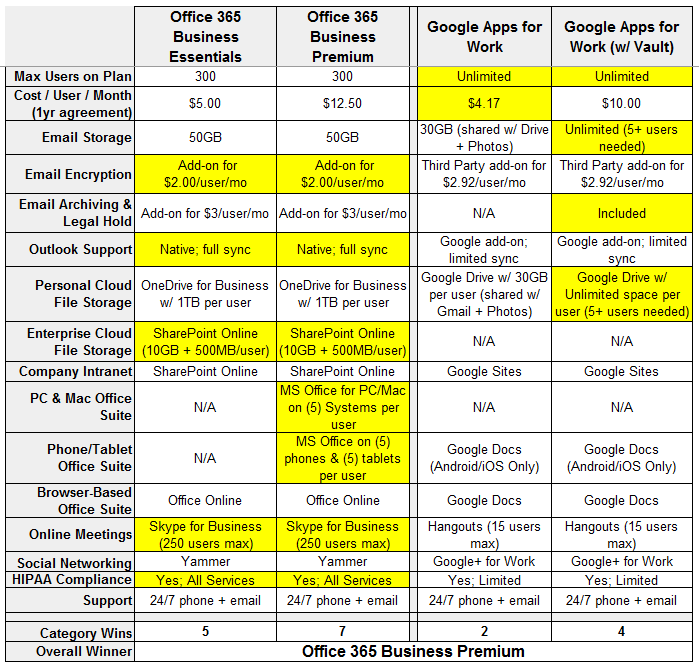 Office 365 Business Essentials | Office 365 Business Premium | Google Apps for Work | Google Apps for Work (w/ Vault)
Max Users on Plan | 300 | 300 | Unlimited | Unlimited
Cost / User / Month (1yr agreement) | $5.00 | $12.50 | $4.17 | $10.00
Email Storage | 50GB | 50GB | 30GB (shared w/ Drive + Photos) | Unlimited (5+ users needed)
Email Encryption | Add-on for $2.00/user/mo | Add-on for $2.00/user/mo | Third Party add-on for $2.92/user/mo | Third Party add-on for $2.92/user/mo
Email Archiving & Legal Hold | Add-on for $3/user/mo | Add-on for $3/user/mo | N/A | Included
Outlook Support | Native; full sync | Native; full sync | Google add-on; limited sync | Google add-on; limited sync
Personal Cloud File Storage | OneDrive for Business w/ 1TB per user | OneDrive for Business w/ 1TB per user | Google Drive w/ 30GB per user (shared w/ Gmail + Photos) | Google Drive w/ Unlimited space per user (5+ users needed)
Enterprise Cloud File Storage | SharePoint Online (10GB + 500MB/user) | SharePoint Online (10GB + 500MB/user) | N/A | N/A
Company Intranet | SharePoint Online | SharePoint Online | Google Sites | Google Sites
PC & Mac Office Suite | N/A | MS Office for PC/Mac on (5) Systems per user | N/A | N/A
Phone/Tablet Office Suite | N/A | MS Office on (5) phones & (5) tablets per user | Google Docs (Android/iOS Only) | Google Docs (Android/iOS Only)
Browser-Based Office Suite | Office Online | Office Online | Google Docs | Google Docs
Online Meetings | Skype for Business (250 users max) | Skype for Business (250 users max) | Hangouts (15 users max) | Hangouts (15 users max)
Social Networking | Yammer | Yammer | Google+ for Work | Google+ for Work
HIPAA Compliance | Yes; All Services | Yes; All Services | Yes; Limited | Yes; Limited
Support | 24/7 phone + email | 24/7 phone + email | 24/7 phone + email | 24/7 phone + email
Category Wins | 5 | 7 | 2 | 4
Overall Winner | Office 365 Business Premium